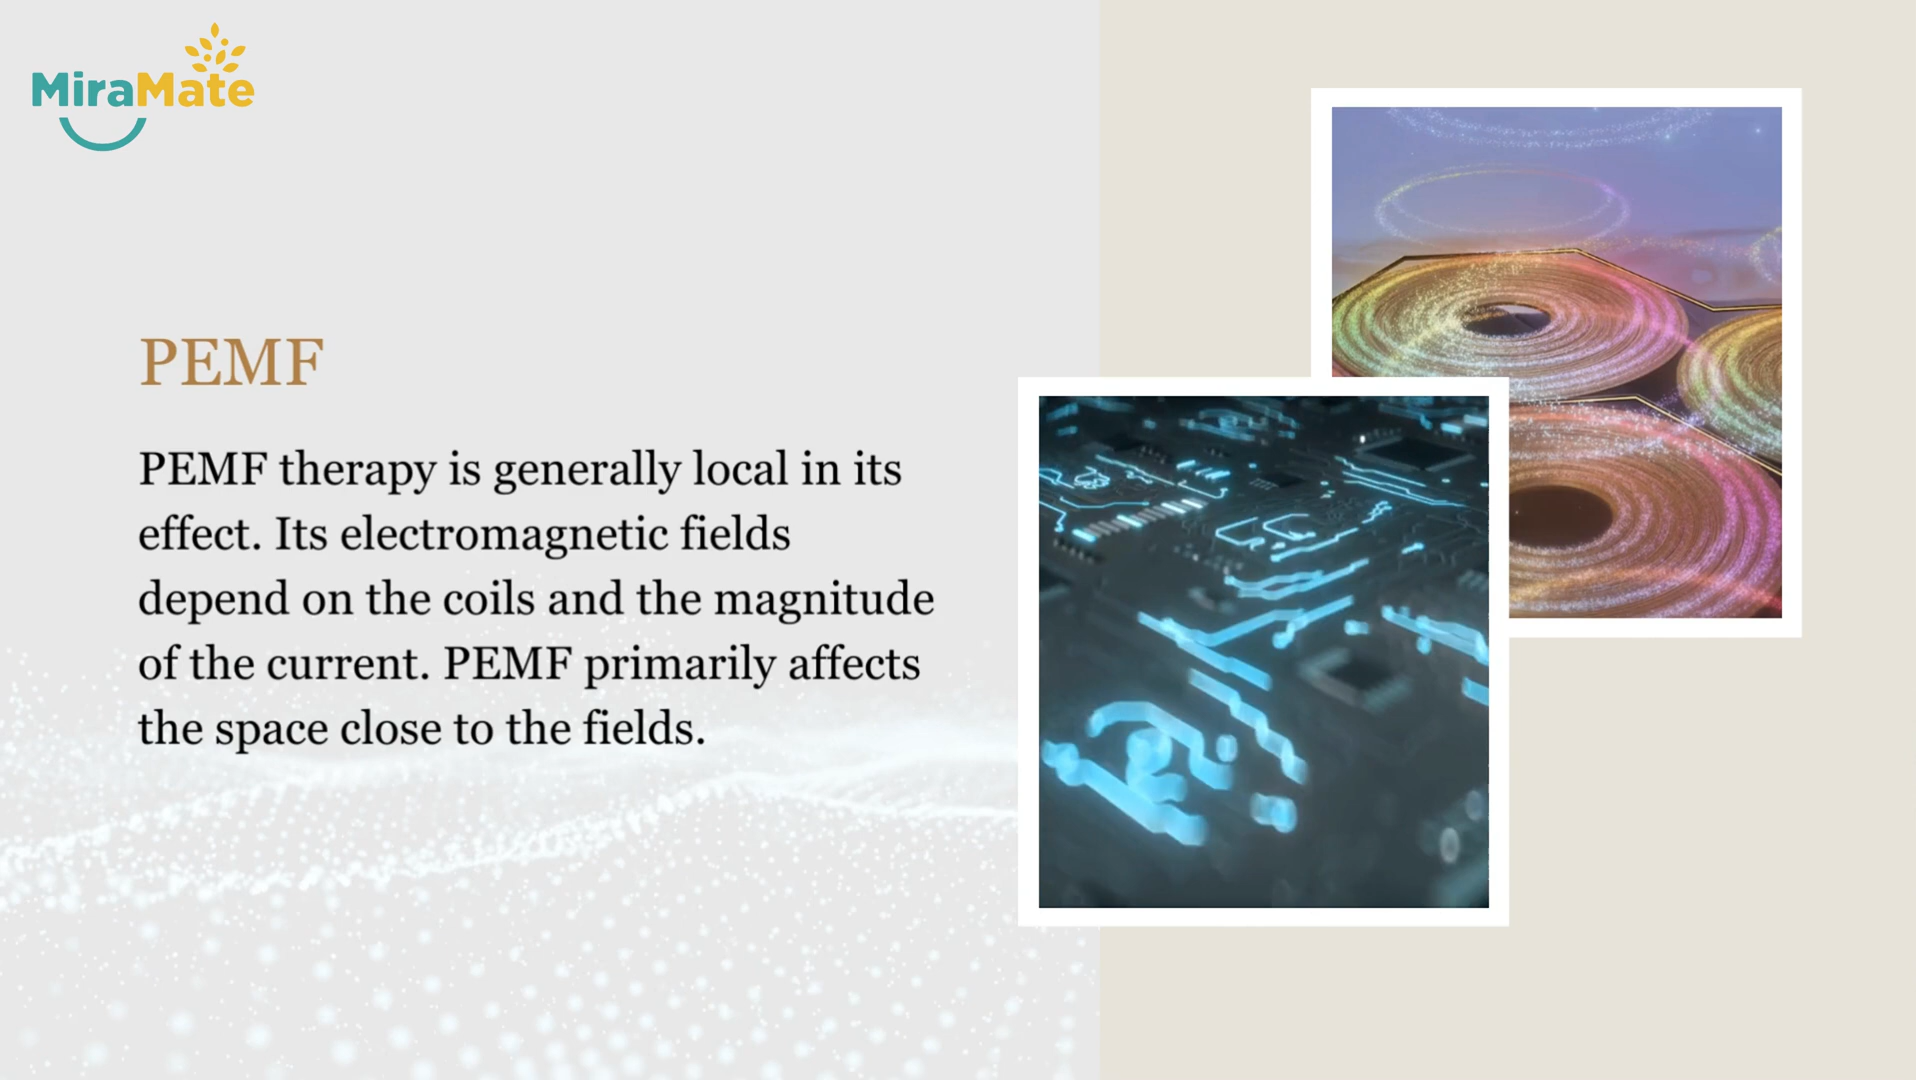 MiraMate
PEMF
PEMF therapy is generally local in its
effect. Its electromagnetic fields
depend on the coils and the magnitude
of the current. PEMF primarily affects
the space close to the fields.